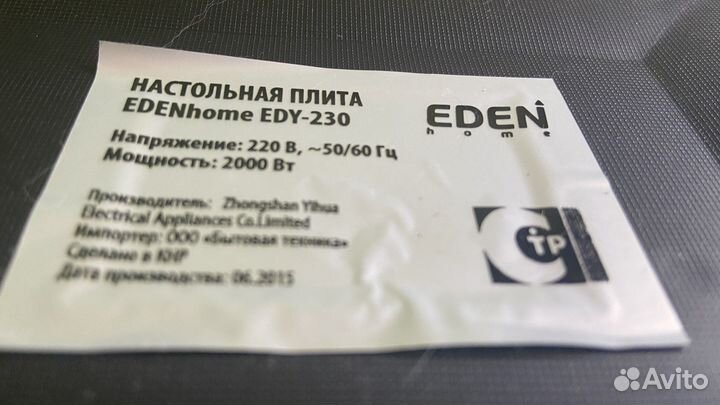 НАСТОЛЬНАЯ ПЛИТА
EDENhome EDY-230
Напряжение: 220 В, ~50/60 Гц
Мощность: 2000 Вт
Производитель: Zhongshan Yihua
Electrical Appliances Co.Limited
Импортер: ООО «Бытовая техника»
Сделано в КНР
Дата производства: 06.2015
EDEN
home
СТР
Avito